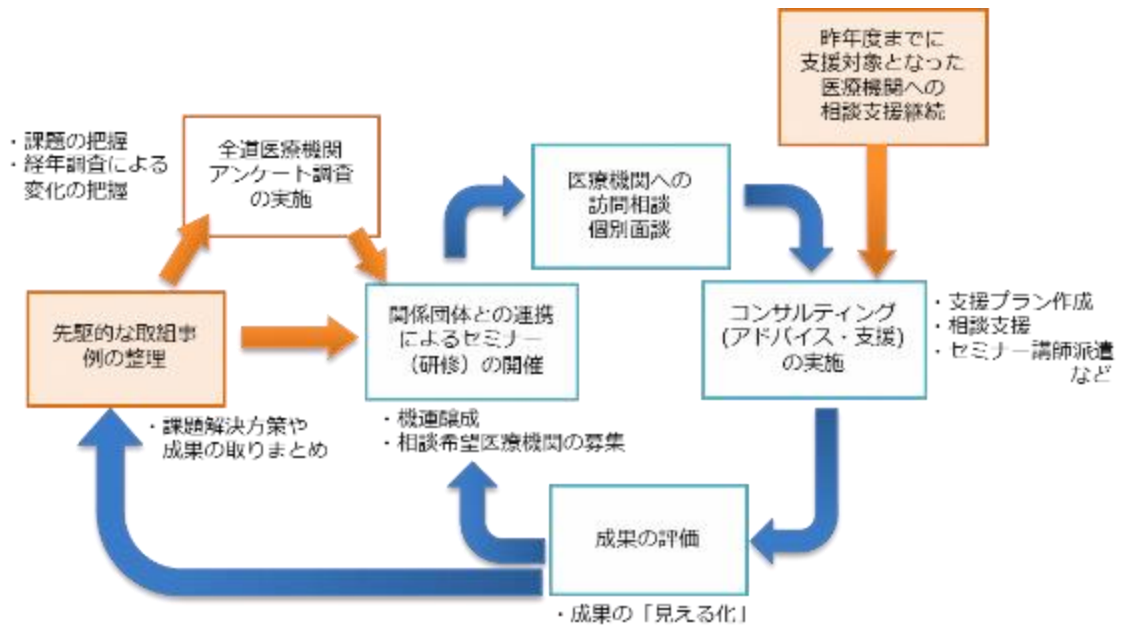 昨年度までに
支援対象となった
医療機関への
相談支援継続
・課題の把握
・経年調査による
変化の把握
全道医療機関
アンケート調査
の実施
医療機関への
訪問相談
個別面談
先駆的な取組事
例の整理
関係団体との連携
によるセミナー
（研修）の開催
コンサルティング
(アドバイス・支援)
の実施
・支援プラン作成
・相談支援
・セミナー講師派遣
など
・課題解決方策や
成果の取りまとめ
・機運醸成
・相談希望医療機関の募集
成果の評価
・成果の「見える化」